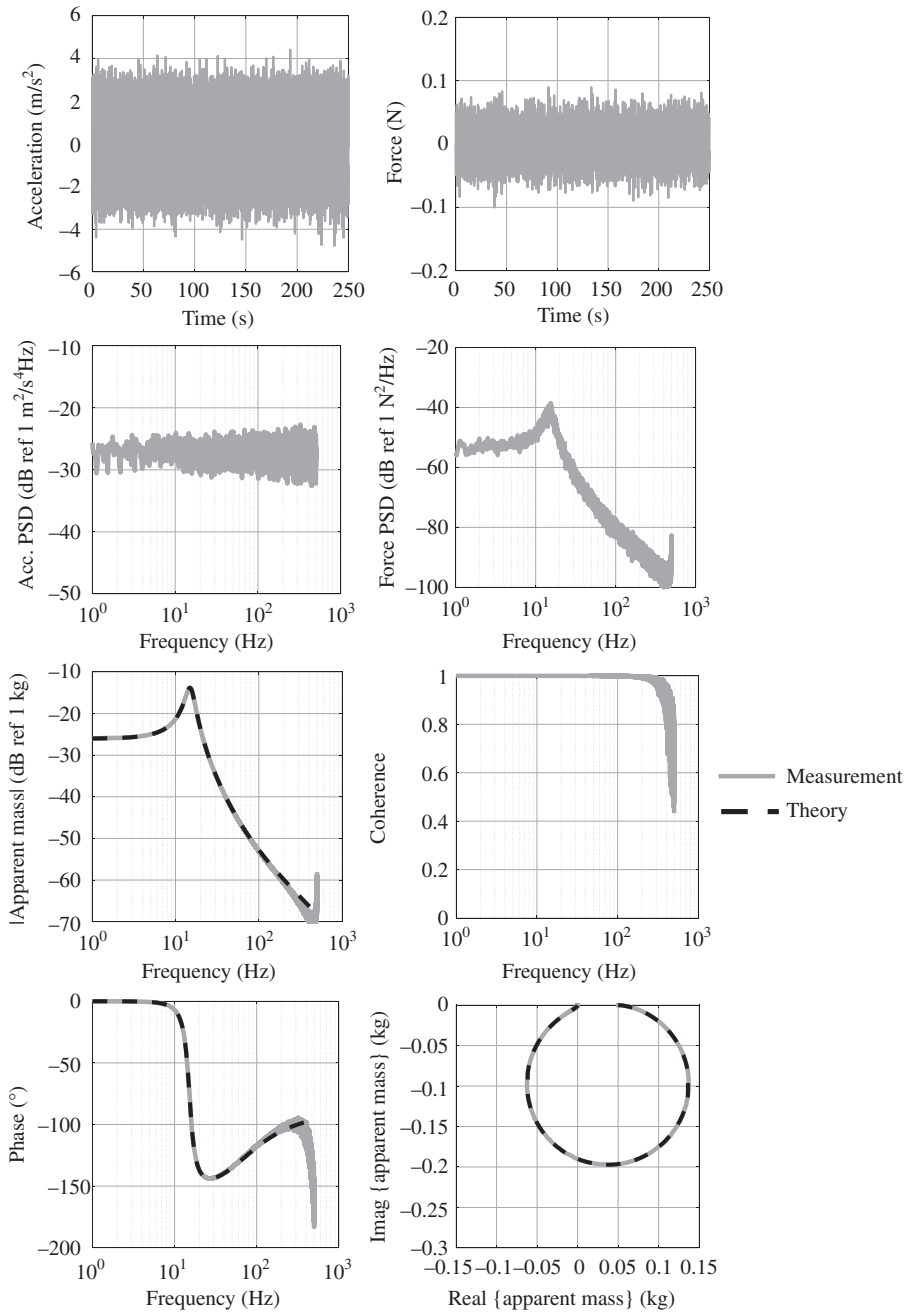 Acceleration (m/s²)
6
4
2
0
–2
–4
–6
0 50 100 150 200 250
Time (s)
Force (N)
0.2
0.1
0
–0.1
–0.2
0 50 100 150 200 250
Time (s)
Acc. PSD (dB ref 1 m²/s⁴Hz)
–10
–20
–30
–40
–50
10⁰ 10¹ 10² 10³
Frequency (Hz)
Force PSD (dB ref 1 N²/Hz)
–20
–40
–60
–80
–100
10⁰ 10¹ 10² 10³
Frequency (Hz)
|Apparent mass| (dB ref 1 kg)
–10
–20
–30
–40
–50
–60
–70
10⁰ 10¹ 10² 10³
Frequency (Hz)
Coherence
1
0.8
0.6
0.4
0.2
0
10⁰ 10¹ 10² 10³
Frequency (Hz)
Measurement
Theory
Phase (°)
0
–50
–100
–150
–200
10⁰ 10¹ 10² 10³
Frequency (Hz)
Imag {apparent mass} (kg)
0
–0.05
–0.1
–0.15
–0.2
–0.25
–0.3
–0.15 –0.1 –0.05 0 0.05 0.1 0.15
Real {apparent mass} (kg)